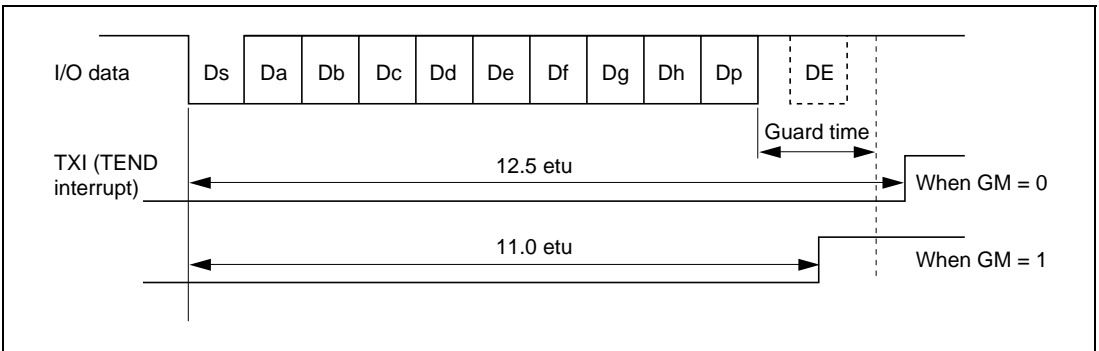 I/O data
Ds Da Db Dc Dd De Df Dg Dh Dp DE
Guard time
TXI (TEND
interrupt)
12.5 etu
When GM = 0
11.0 etu
When GM = 1